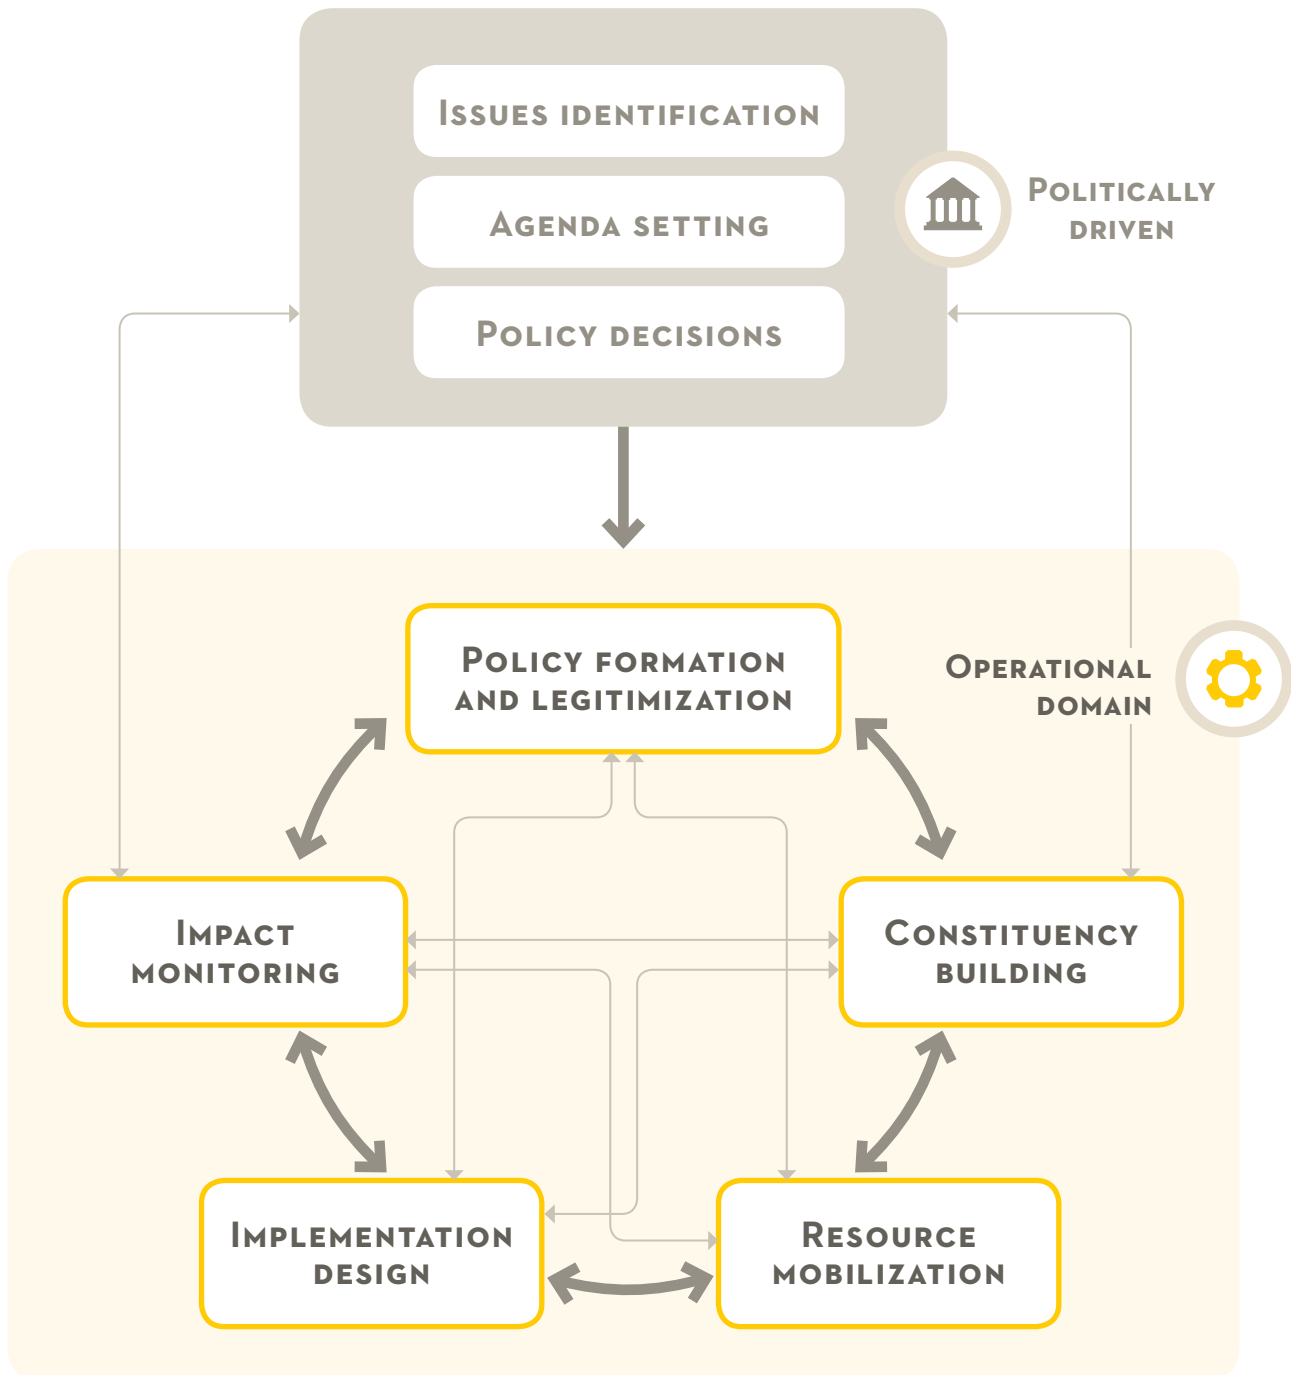 Issues identification
Agenda setting
Policy decisions
Politically
driven
Policy formation
and legitimization
Operational
domain
Impact
monitoring
Constituency
building
Implementation
design
Resource
mobilization